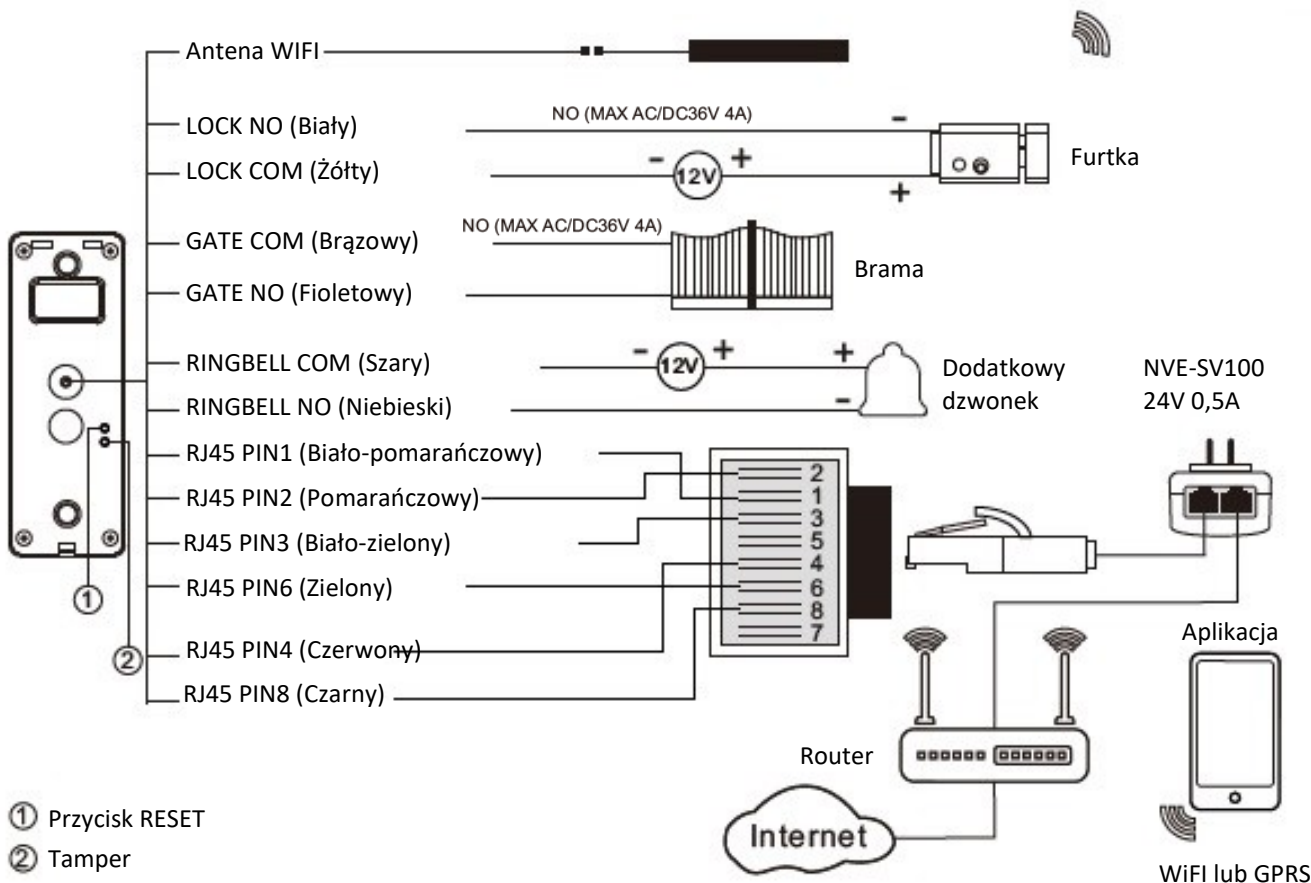 Antena WIFI
LOCK NO (Biały)
NO (MAX AC/DC36V 4A)
-
Furtka
LOCK COM (Żółty)
- 12V +
+
GATE COM (Brązowy)
NO (MAX AC/DC36V 4A)
Brama
GATE NO (Fioletowy)
RINGBELL COM (Szary)
- 12V +
+
Dodatkowy
dzwonek
RINGBELL NO (Niebieski)
-
NVE-SV100
24V 0,5A
RJ45 PIN1 (Biało-pomarańczowy)
RJ45 PIN2 (Pomarańczowy)
RJ45 PIN3 (Biało-zielony)
RJ45 PIN6 (Zielony)
RJ45 PIN4 (Czerwony)
RJ45 PIN8 (Czarny)
2
1
3
5
4
6
8
7
1
2
Aplikacja
Router
Internet
WiFI lub GPRS
1 Przycisk RESET
2 Tamper